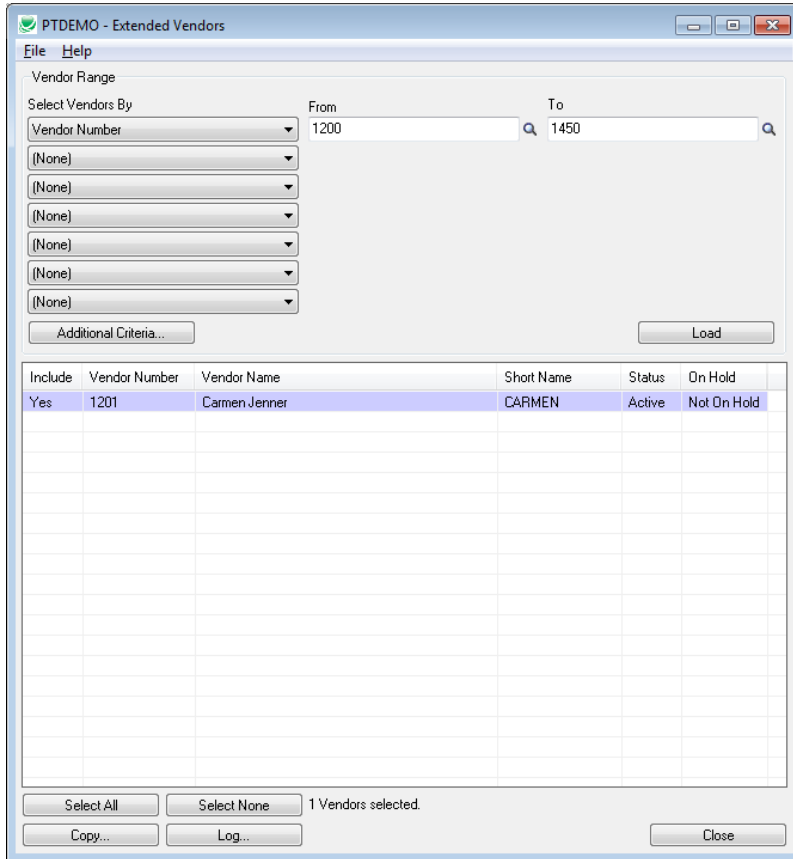 PTDEMO - Extended Vendors
File Help
Vendor Range
Select Vendors By From To
Vendor Number 1200 1450
(None)
(None)
(None)
(None)
(None)
(None)
Additional Criteria... Load
Include Vendor Number Vendor Name Short Name Status On Hold
Yes 1201 Carmen Jenner CARMEN Active Not On Hold
Select All Select None 1 Vendors selected.
Copy... Log... Close